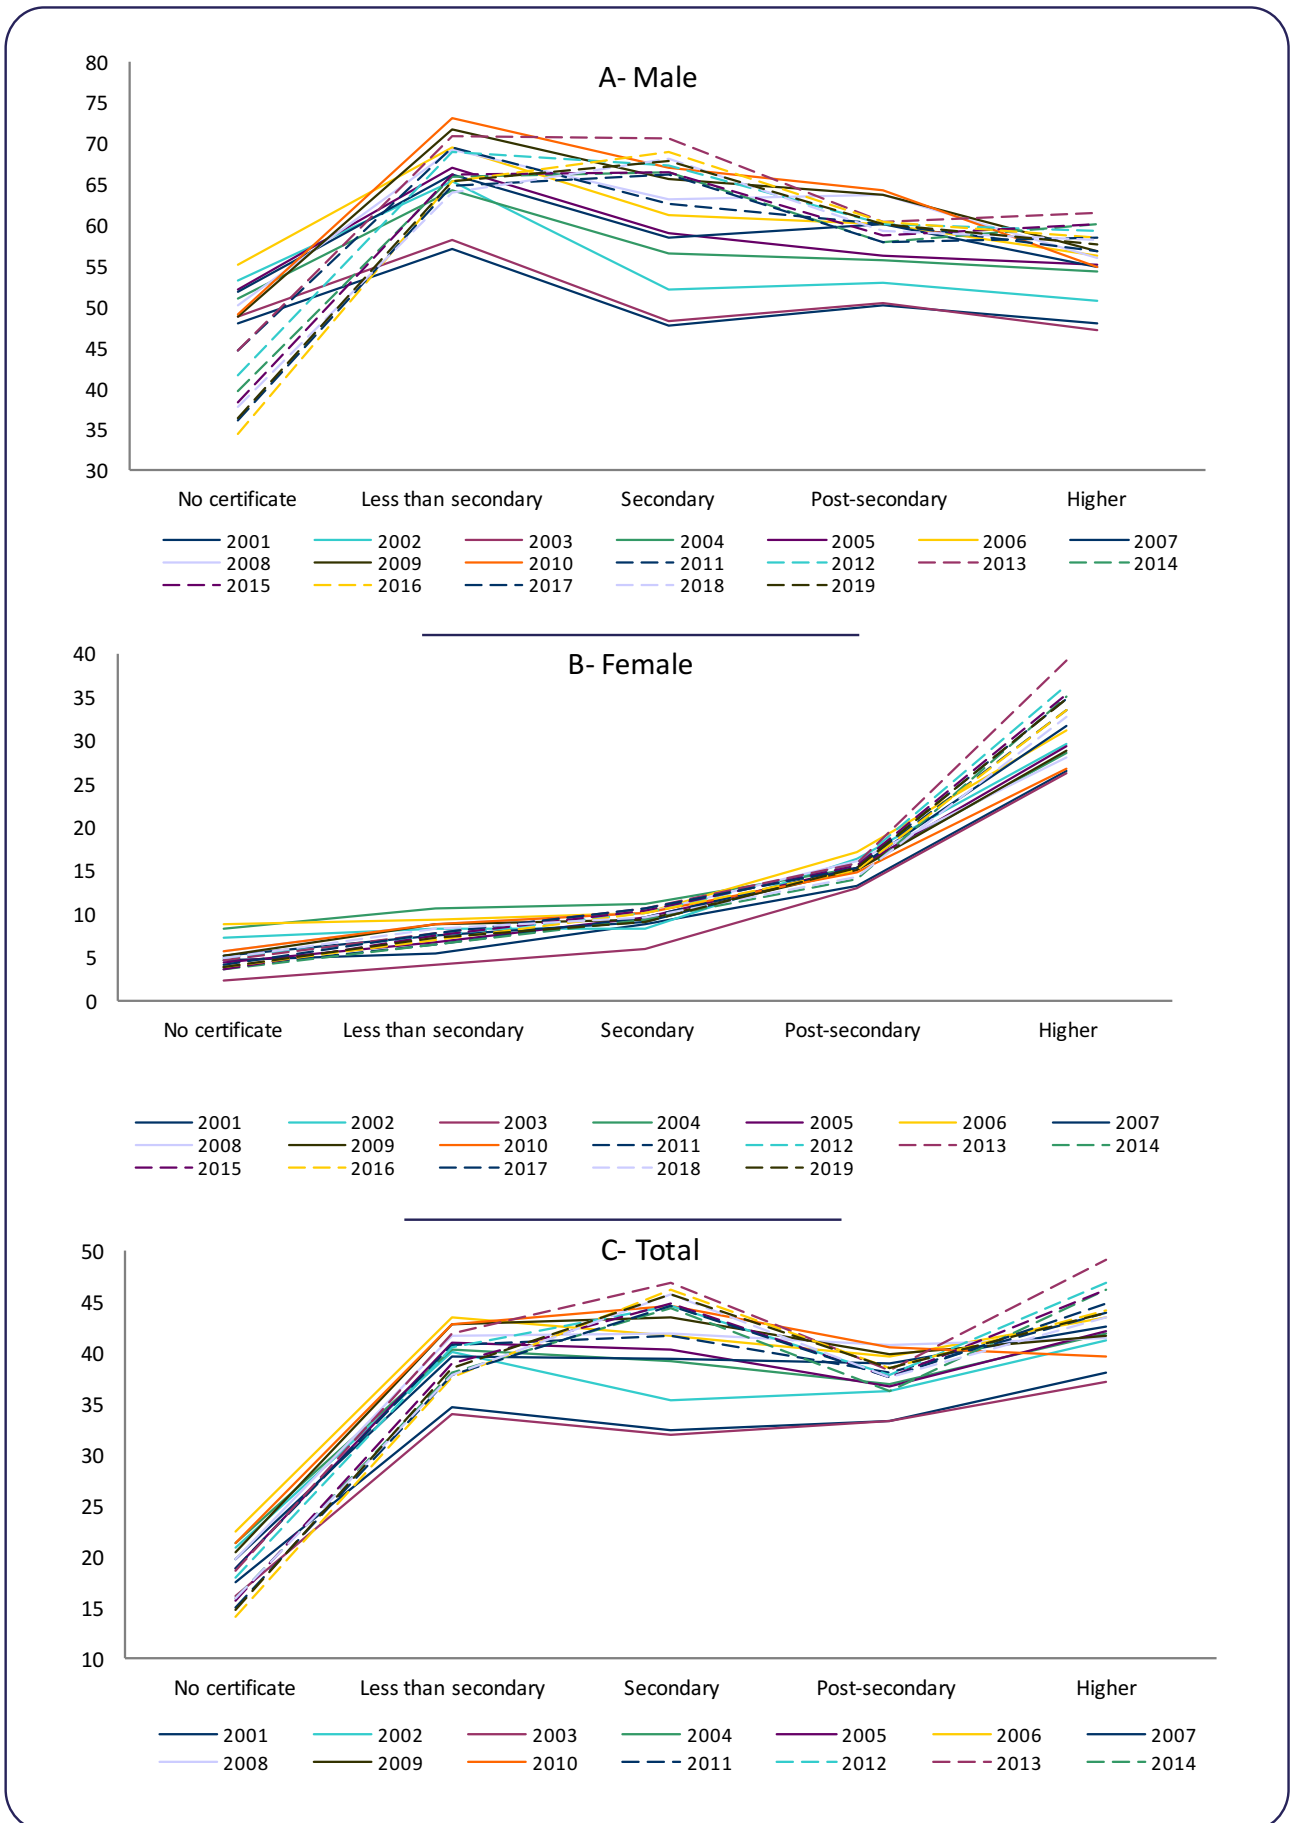 A- Male
80
75
70
65
60
55
50
45
40
35
30
No certificate Less than secondary Secondary Post-secondary Higher
2001 2002 2003 2004 2005 2006 2007
2008 2009 2010 2011 2012 2013 2014
2015 2016 2017 2018 2019
B- Female
40
35
30
25
20
15
10
5
0
No certificate Less than secondary Secondary Post-secondary Higher
2001 2002 2003 2004 2005 2006 2007
2008 2009 2010 2011 2012 2013 2014
2015 2016 2017 2018 2019
C- Total
50
45
40
35
30
25
20
15
10
No certificate Less than secondary Secondary Post-secondary Higher
2001 2002 2003 2004 2005 2006 2007
2008 2009 2010 2011 2012 2013 2014